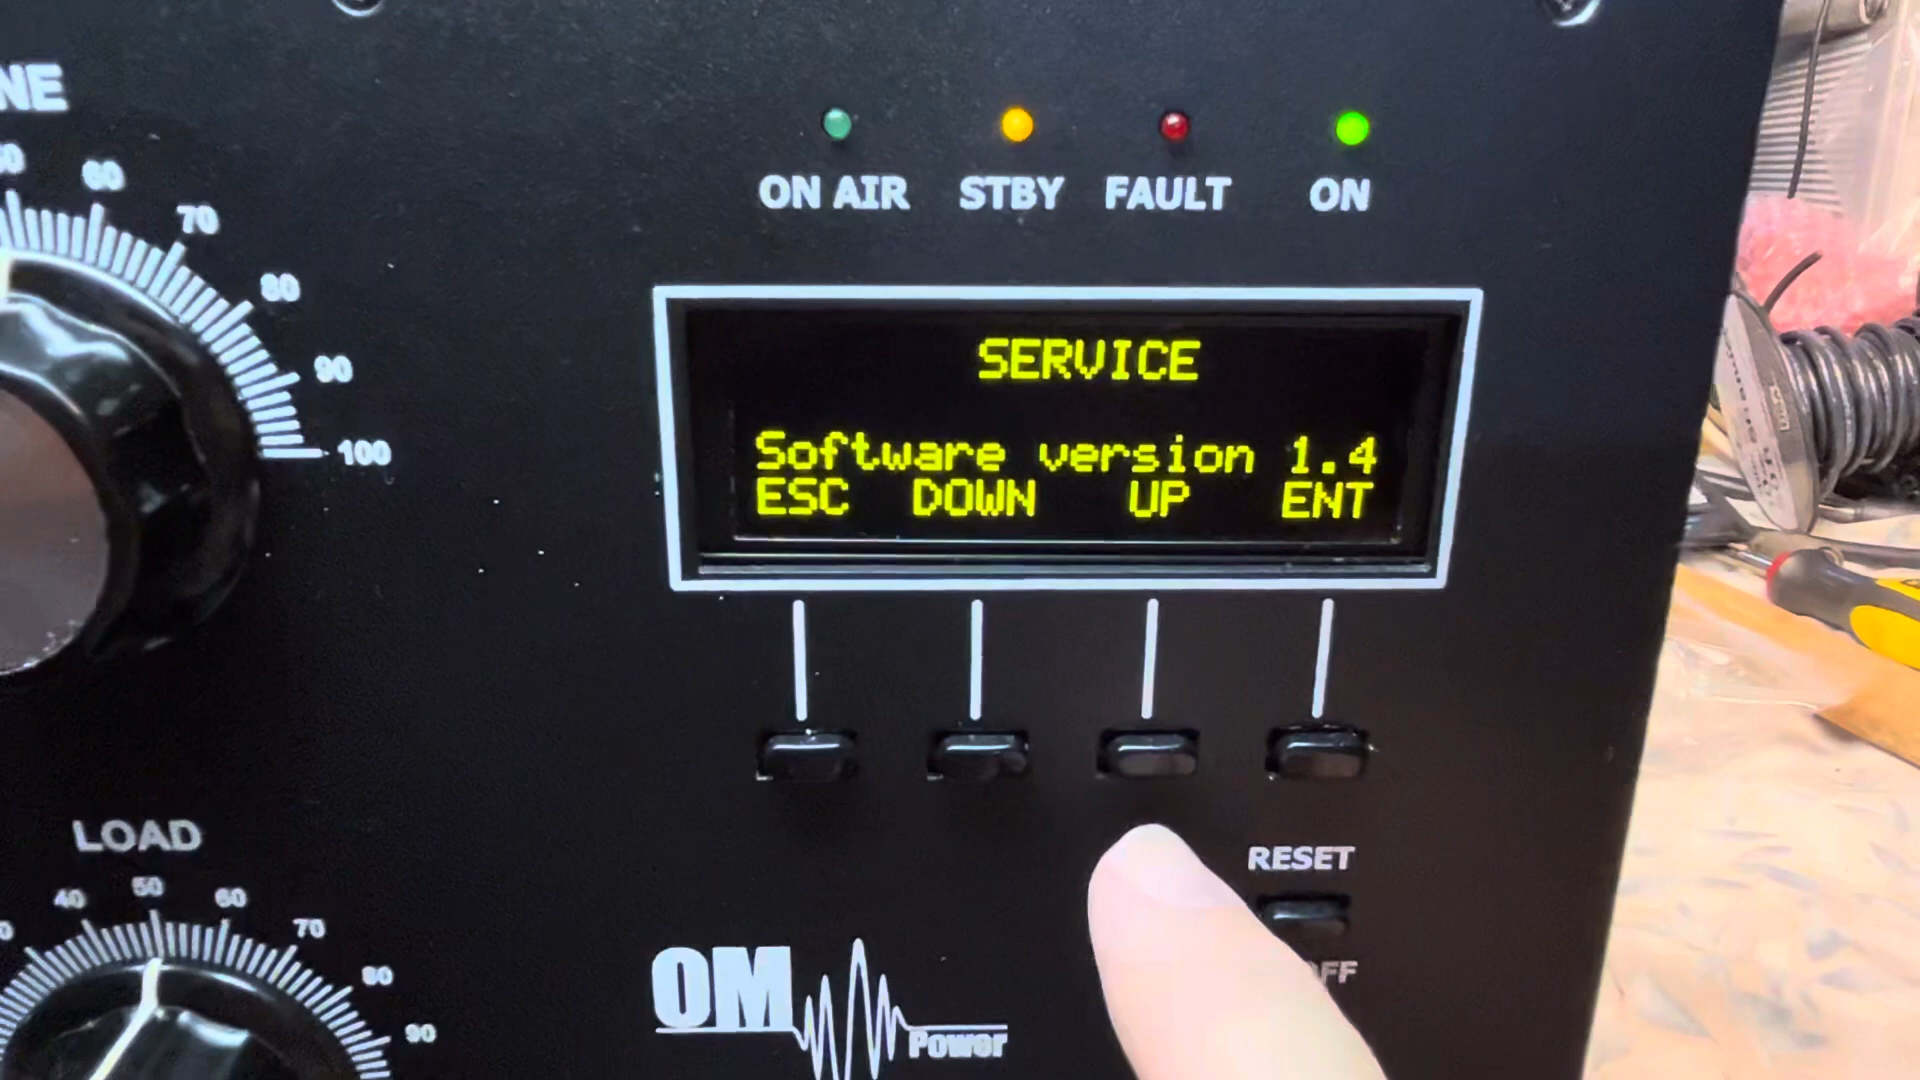 NE
60
70
80
90
100
ON AIR STBY FAULT ON
SERVICE
Software version 1.4
ESC DOWN UP ENT
LOAD
40
50
60
70
80
90
RESET
OM
Power